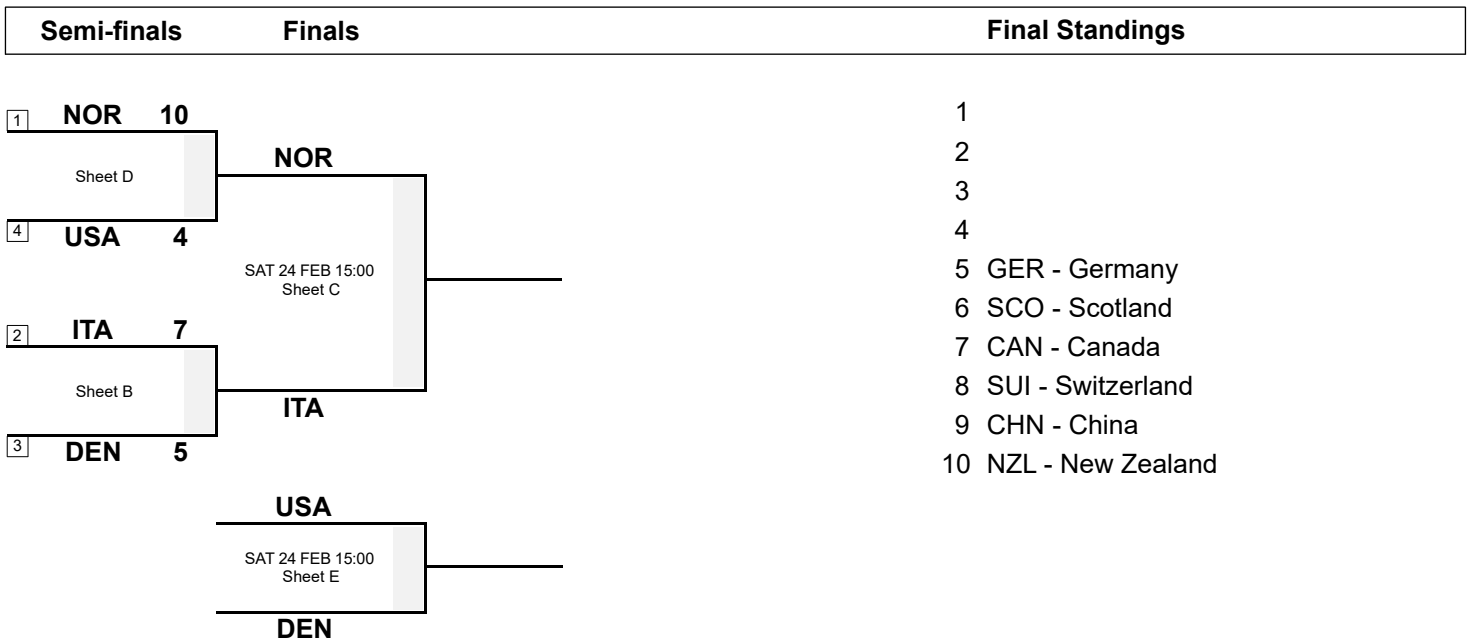 Semi-finals Finals Final Standings
1 NOR 10
Sheet D
4 USA 4
NOR
SAT 24 FEB 15:00
Sheet C
2 ITA 7
Sheet B
3 DEN 5
ITA
USA
SAT 24 FEB 15:00
Sheet E
DEN
1
2
3
4
5 GER - Germany
6 SCO - Scotland
7 CAN - Canada
8 SUI - Switzerland
9 CHN - China
10 NZL - New Zealand